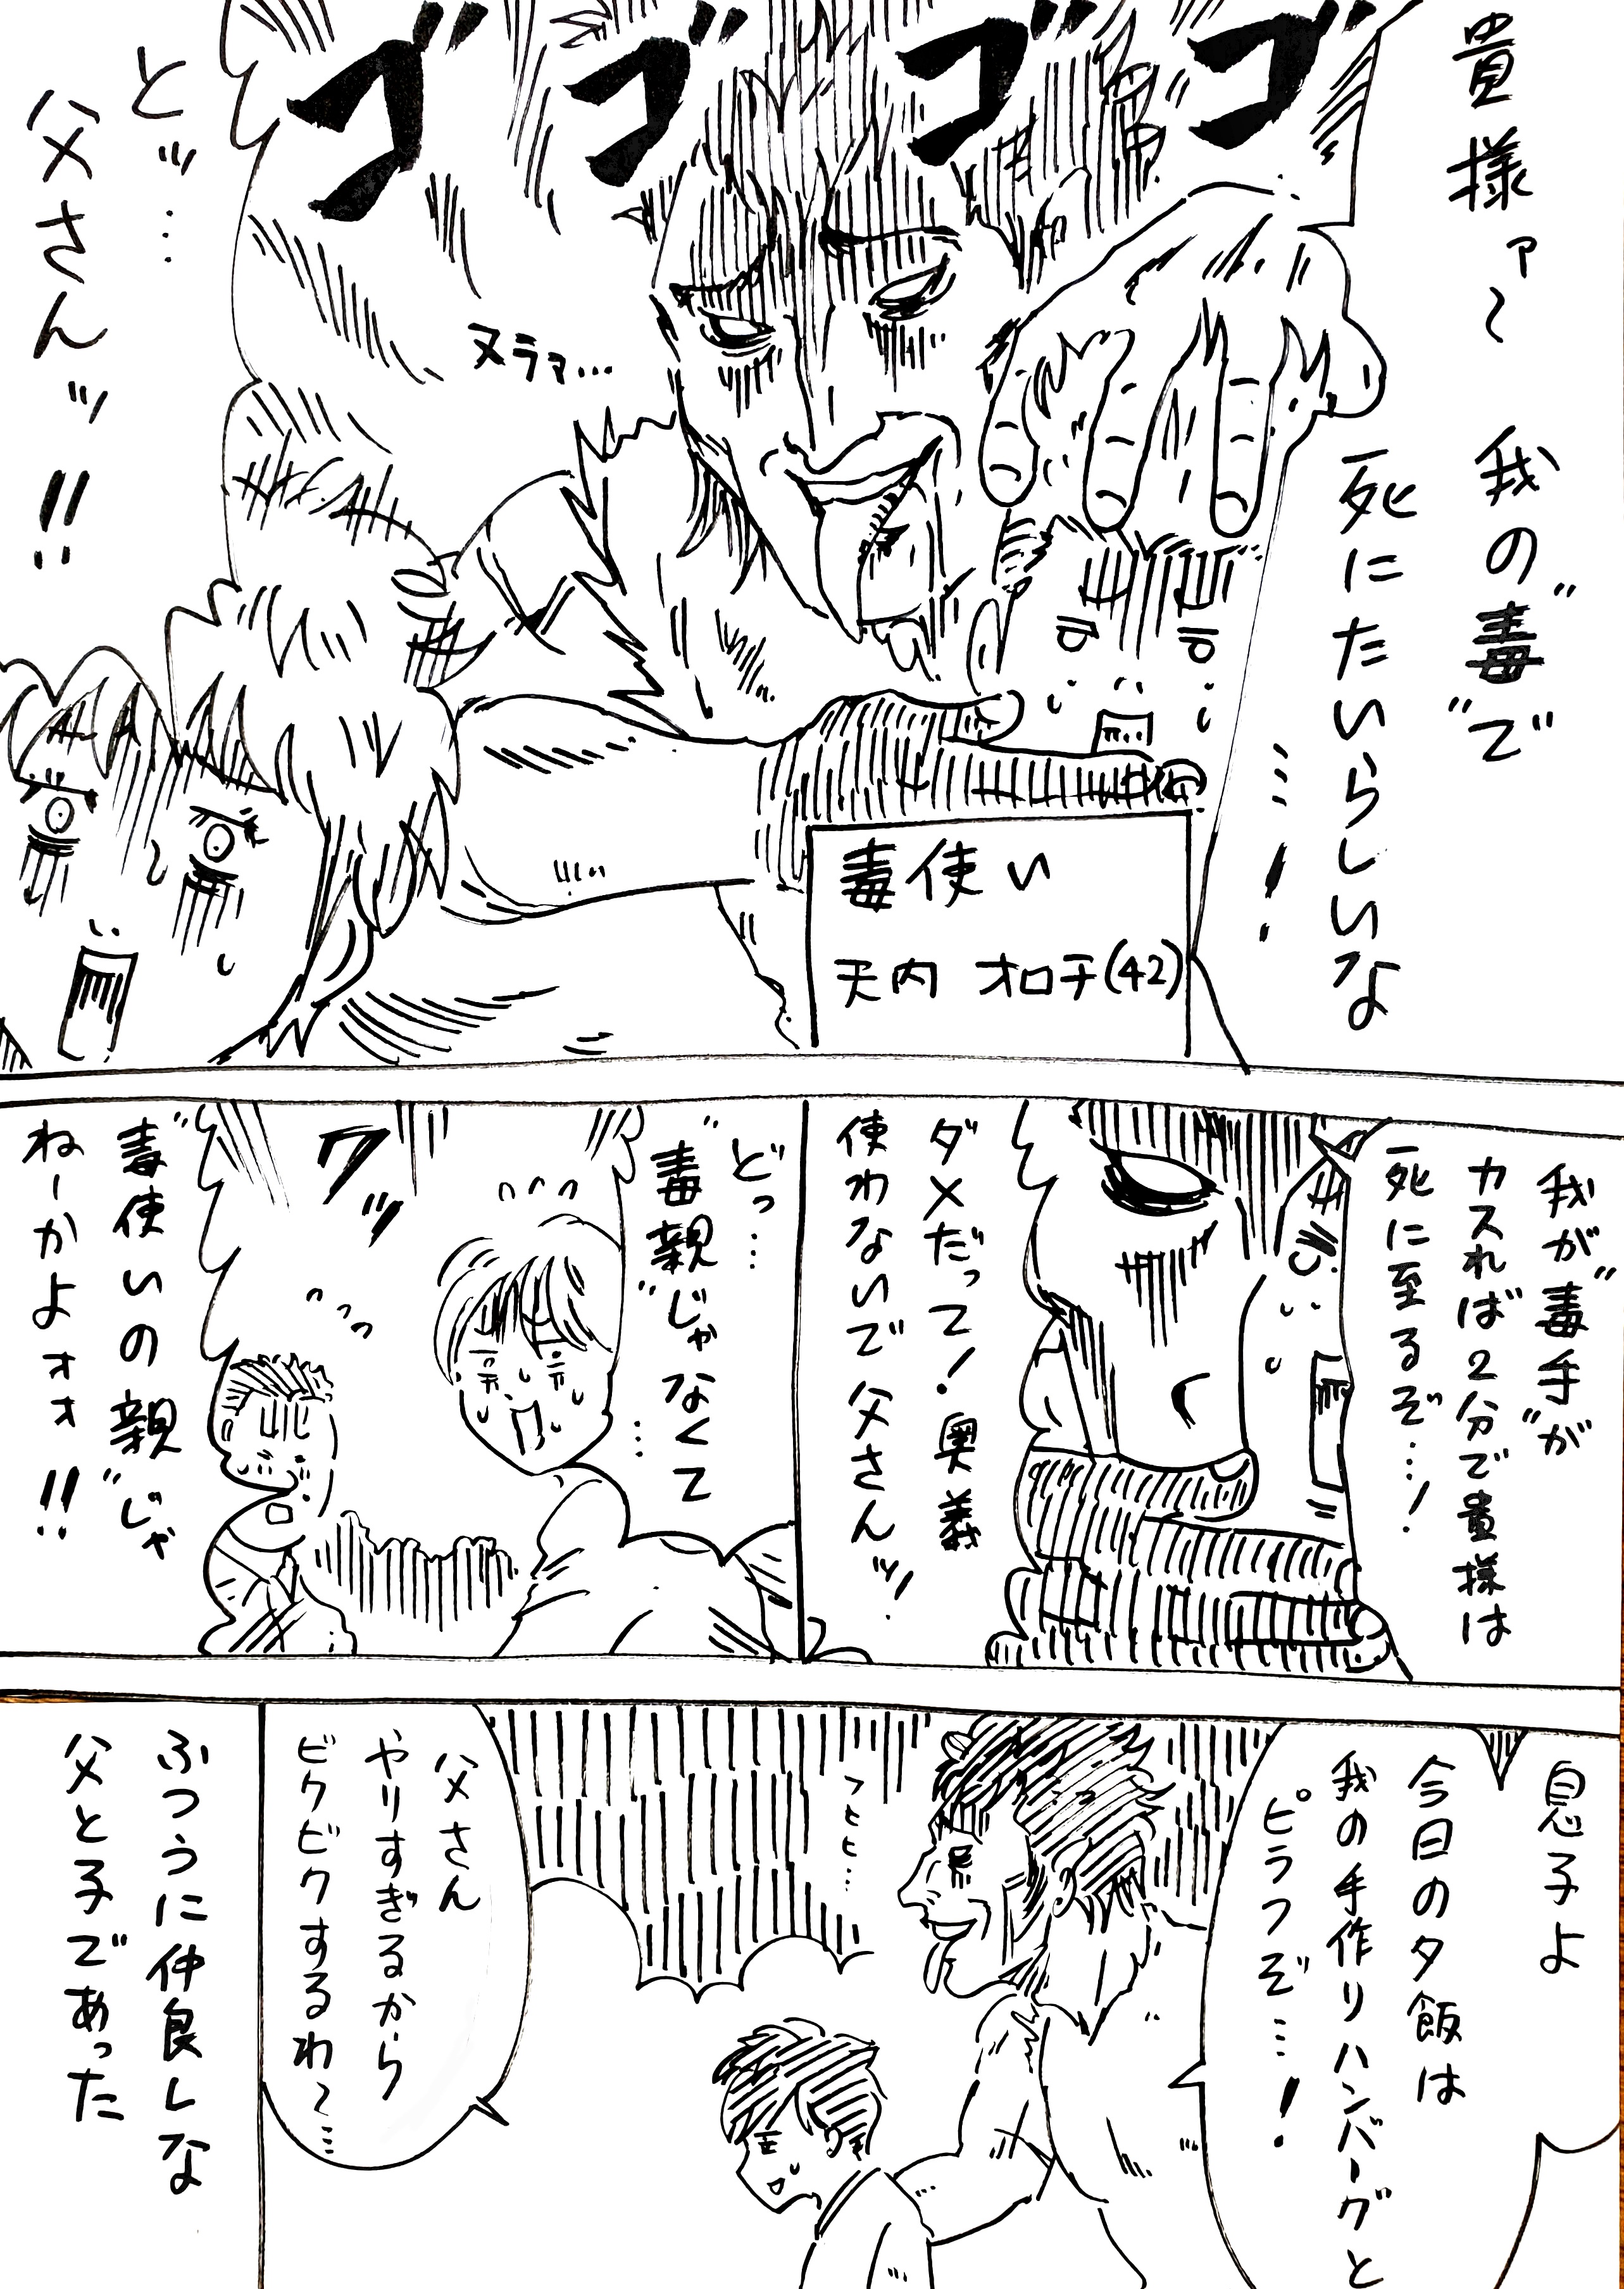 貴様ァ〜
我の"毒"で
死にたいらしいな
……!
ゴゴゴゴ
ヌラァ…
とッ…
父さんッ!!
毒使い
天内 オロチ(42)
我が"毒手"が
カスれば2分で貴様は
死に至るぞ…!
ダメだって!奥義
使わないで父さんッ!
どっ…
"毒親"じゃなくて
…
クワッ
"毒使いの親"じゃ
ねーかよォォ!!
息子よ
今日の夕飯は
我の手作りハンバーグと
ピラフぞ…!
父さん
やりすぎるから
ビクビクするわ〜…
ふつうに仲良しな
父と子であった